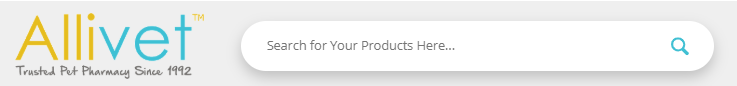 Allivet™
Trusted Pet Pharmacy Since 1992
Search for Your Products Here...